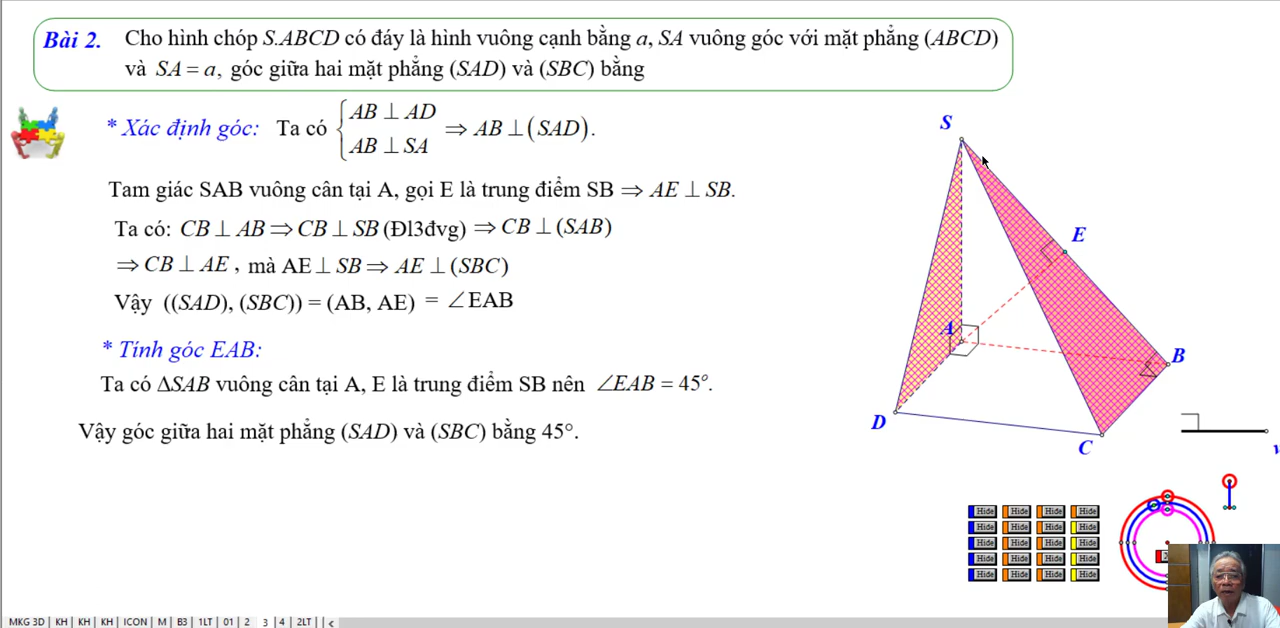 Bài 2. Cho hình chóp S.ABCD có đáy là hình vuông cạnh bằng a, SA vuông góc với mặt phẳng (ABCD)
và SA = a, góc giữa hai mặt phẳng (SAD) và (SBC) bằng
* Xác định góc: Ta có { AB ⊥ AD
AB ⊥ SA ⇒ AB ⊥ (SAD).
Tam giác SAB vuông cân tại A, gọi E là trung điểm SB ⇒ AE ⊥ SB.
Ta có: CB ⊥ AB ⇒ CB ⊥ SB (Đl3đvg) ⇒ CB ⊥ (SAB)
⇒ CB ⊥ AE , mà AE ⊥ SB ⇒ AE ⊥ (SBC)
Vậy ((SAD), (SBC)) = (AB, AE) = ∠EAB
* Tính góc EAB:
Ta có ΔSAB vuông cân tại A, E là trung điểm SB nên ∠EAB = 45°.
Vậy góc giữa hai mặt phẳng (SAD) và (SBC) bằng 45°.
S
E
A
B
D
C
Hide Hide Hide Hide
Hide Hide Hide Hide
Hide Hide Hide Hide
Hide Hide Hide Hide
Hide Hide Hide Hide
MKG 3D | KH | KH | KH | ICON | M | B3 | 1LT | 01 | 2 | 3 | 4 | 2LT | | <